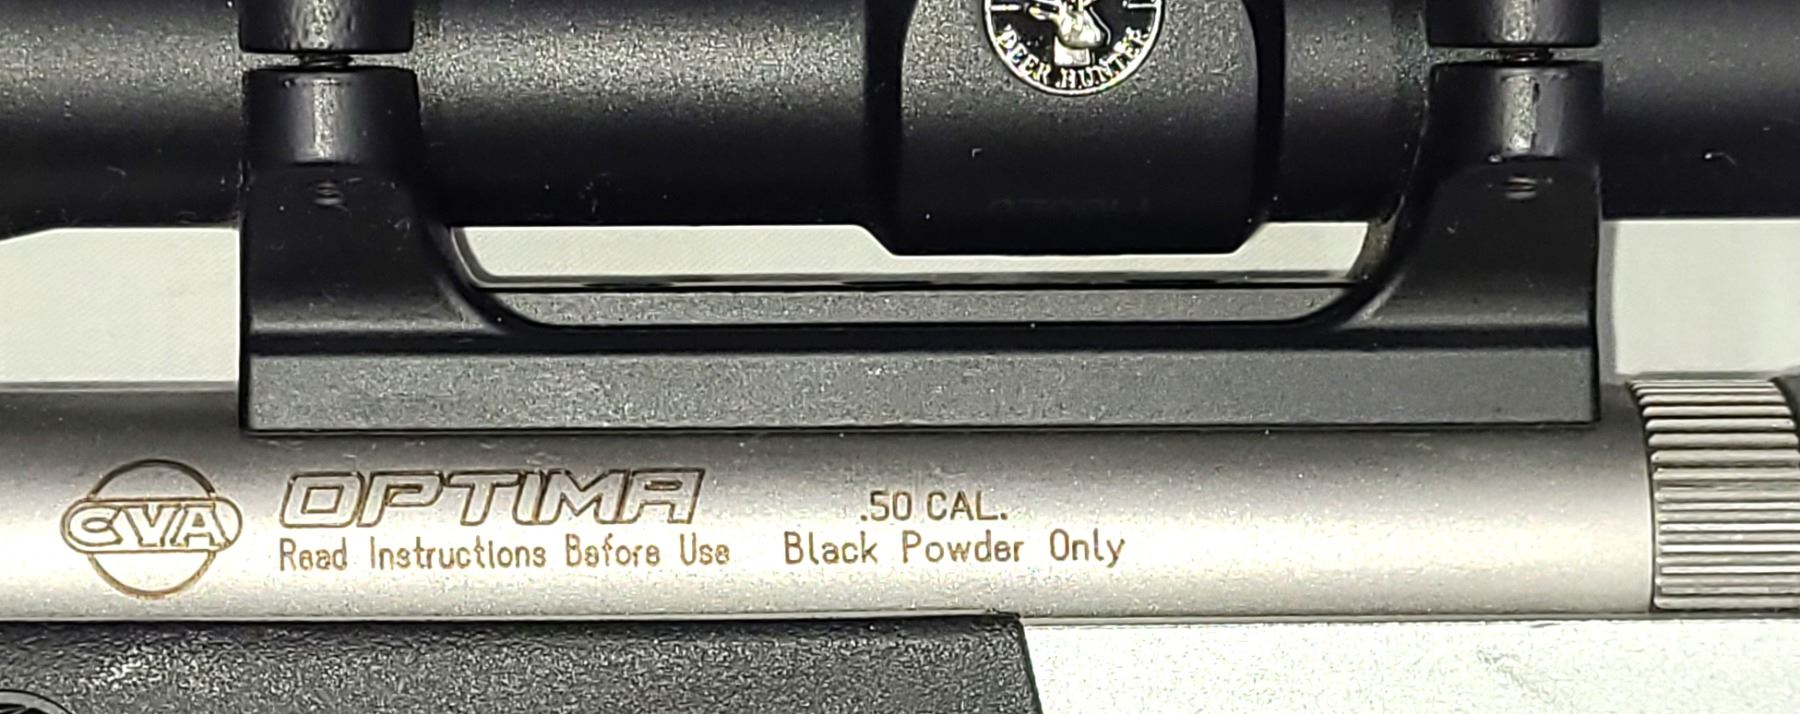 DEER HUNTER
CVA
OPTIMA
Read Instructions Before Use
.50 CAL.
Black Powder Only